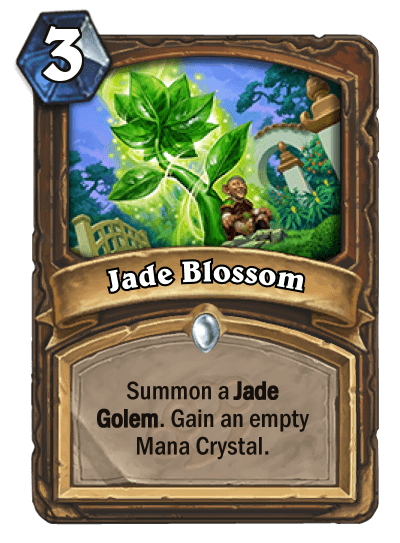 3
Jade Blossom
Summon a Jade
Golem. Gain an empty
Mana Crystal.